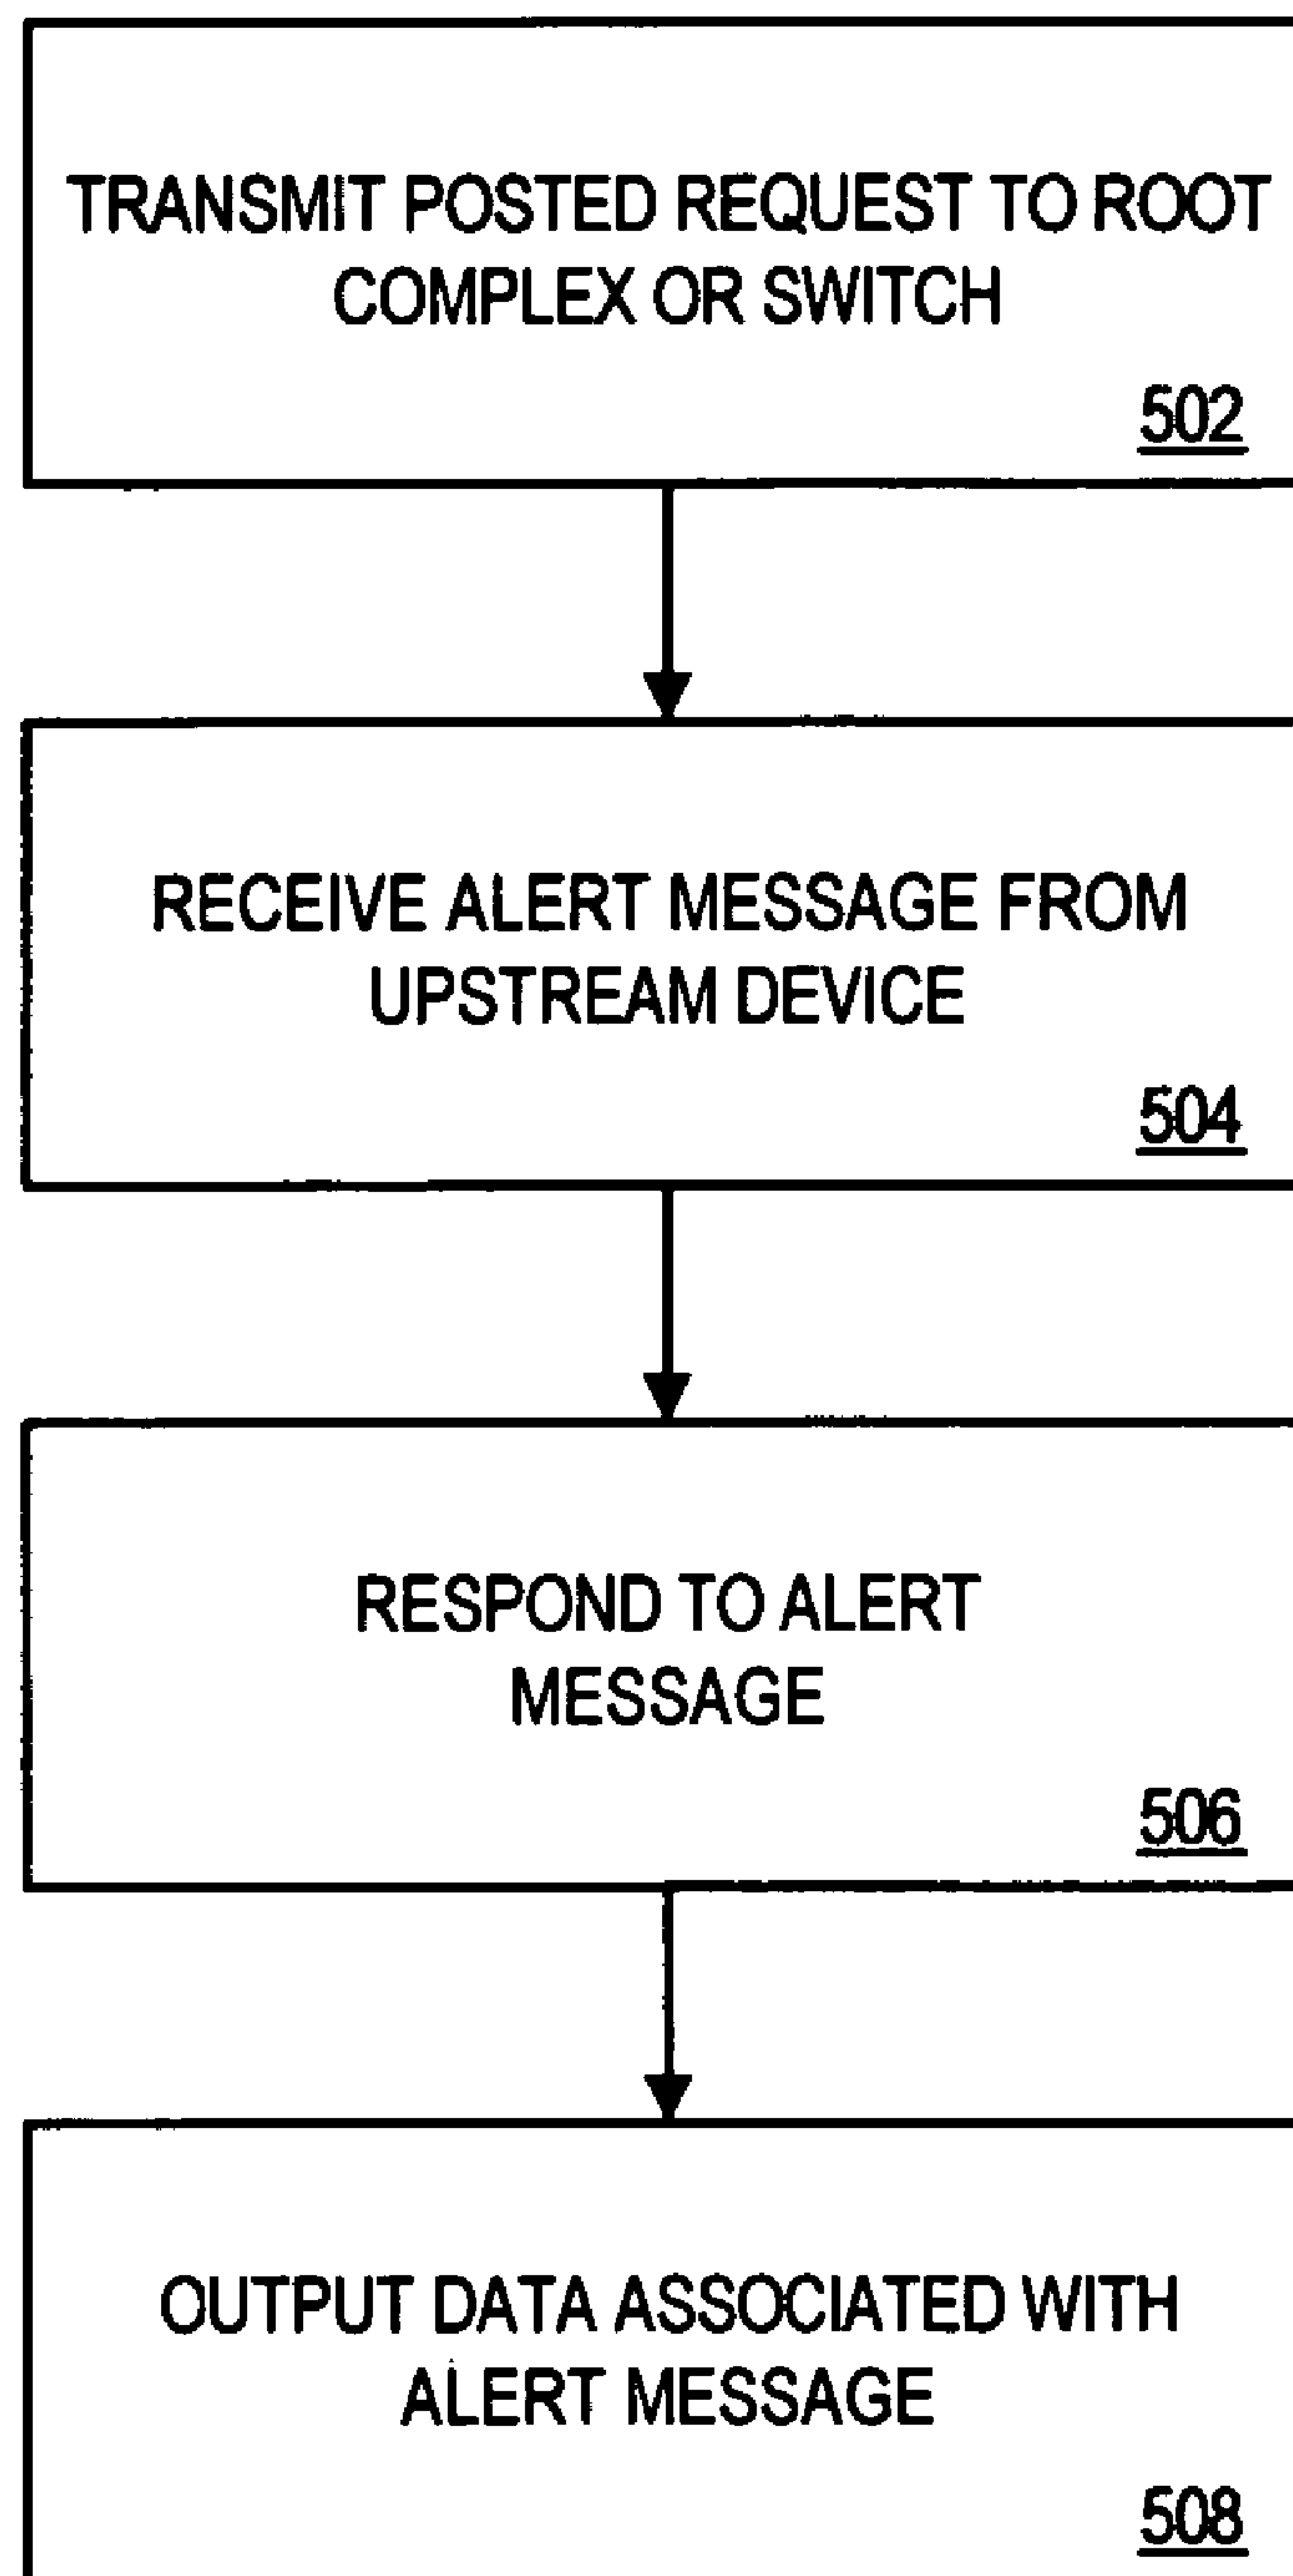 TRANSMIT POSTED REQUEST TO ROOT
COMPLEX OR SWITCH
502
RECEIVE ALERT MESSAGE FROM
UPSTREAM DEVICE
504
RESPOND TO ALERT
MESSAGE
506
OUTPUT DATA ASSOCIATED WITH
ALERT MESSAGE
508